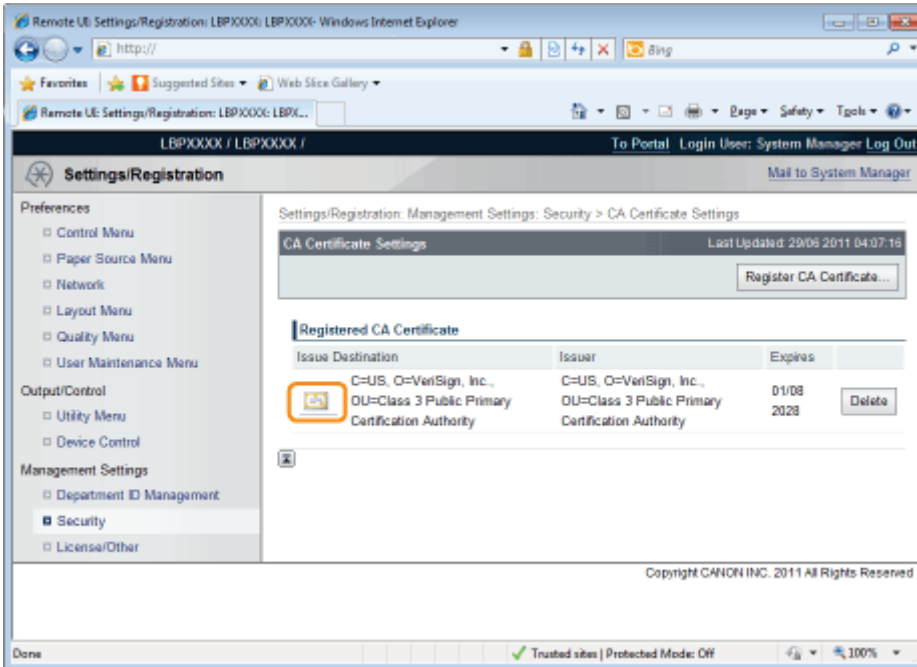 Remote UI: Settings/Registration: LBPXXXX: LBPXXXX- Windows Internet Explorer
http://
Bing
Favorites Suggested Sites Web Slice Gallery
Remote UI: Settings/Registration: LBPXXXX: LBPX... Page Safety Tools
LBPXXXX / LBPXXXX / To Portal Login User: System Manager Log Out
Settings/Registration Mail to System Manager
Preferences
Control Menu
Paper Source Menu
Network
Layout Menu
Quality Menu
User Maintenance Menu
Output/Control
Utility Menu
Device Control
Management Settings
Department ID Management
Security
License/Other
Settings/Registration: Management Settings: Security > CA Certificate Settings
CA Certificate Settings Last Updated: 29/06 2011 04:07:16
Register CA Certificate...
Registered CA Certificate
Issue Destination Issuer Expires
C=US, O=VeriSign, Inc., C=US, O=VeriSign, Inc., 01/08
OU=Class 3 Public Primary OU=Class 3 Public Primary 2028 Delete
Certification Authority Certification Authority
Copyright CANON INC. 2011 All Rights Reserved
Done Trusted sites | Protected Mode: Off 100%